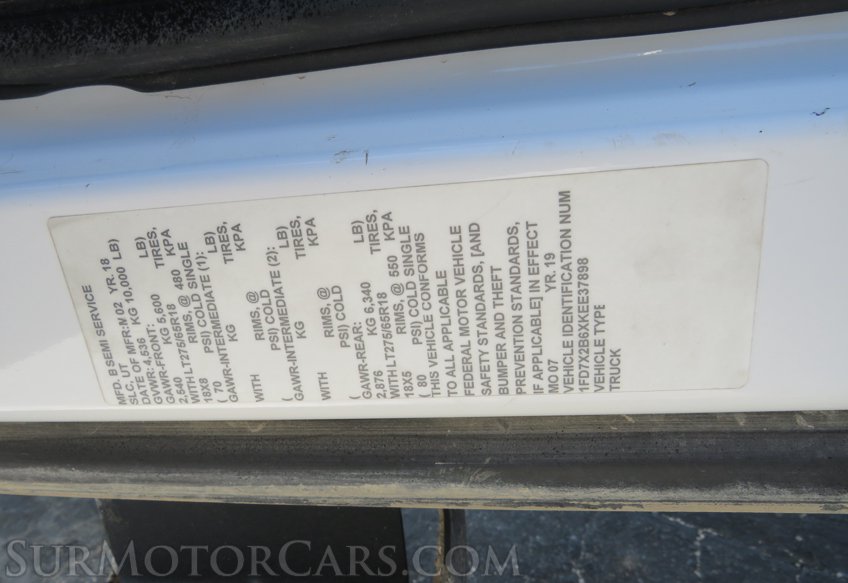 MFD. B SEMI SERVICE
SLC, UT
DATE OF MFR:M 02 YR. 18
GVWR: 4,536 KG 10,000 LB)
GAWR-FRONT:
2,540 KG 5,600 LB)
WITH LT275/65R18 TIRES,
18X8 RIMS, @ 480 KPA
( 70 PSI) COLD SINGLE
GAWR-INTERMEDIATE (1):
KG LB)
WITH TIRES,
RIMS, @ KPA
( PSI) COLD
GAWR-INTERMEDIATE (2):
KG LB)
WITH TIRES,
RIMS, @ KPA
( PSI) COLD
GAWR-REAR:
2,876 KG 6,340 LB)
WITH LT275/65R18 TIRES,
18X5 RIMS, @ 550 KPA
( 80 PSI) COLD SINGLE
THIS VEHICLE CONFORMS
TO ALL APPLICABLE
FEDERAL MOTOR VEHICLE
SAFETY STANDARDS, [AND
BUMPER AND THEFT
PREVENTION STANDARDS,
IF APPLICABLE] IN EFFECT
MO 07 YR. 19
VEHICLE IDENTIFICATION NUM
1FD7X2B6XKEE37898
VEHICLE TYPE
TRUCK
SURMOTORCARS.COM